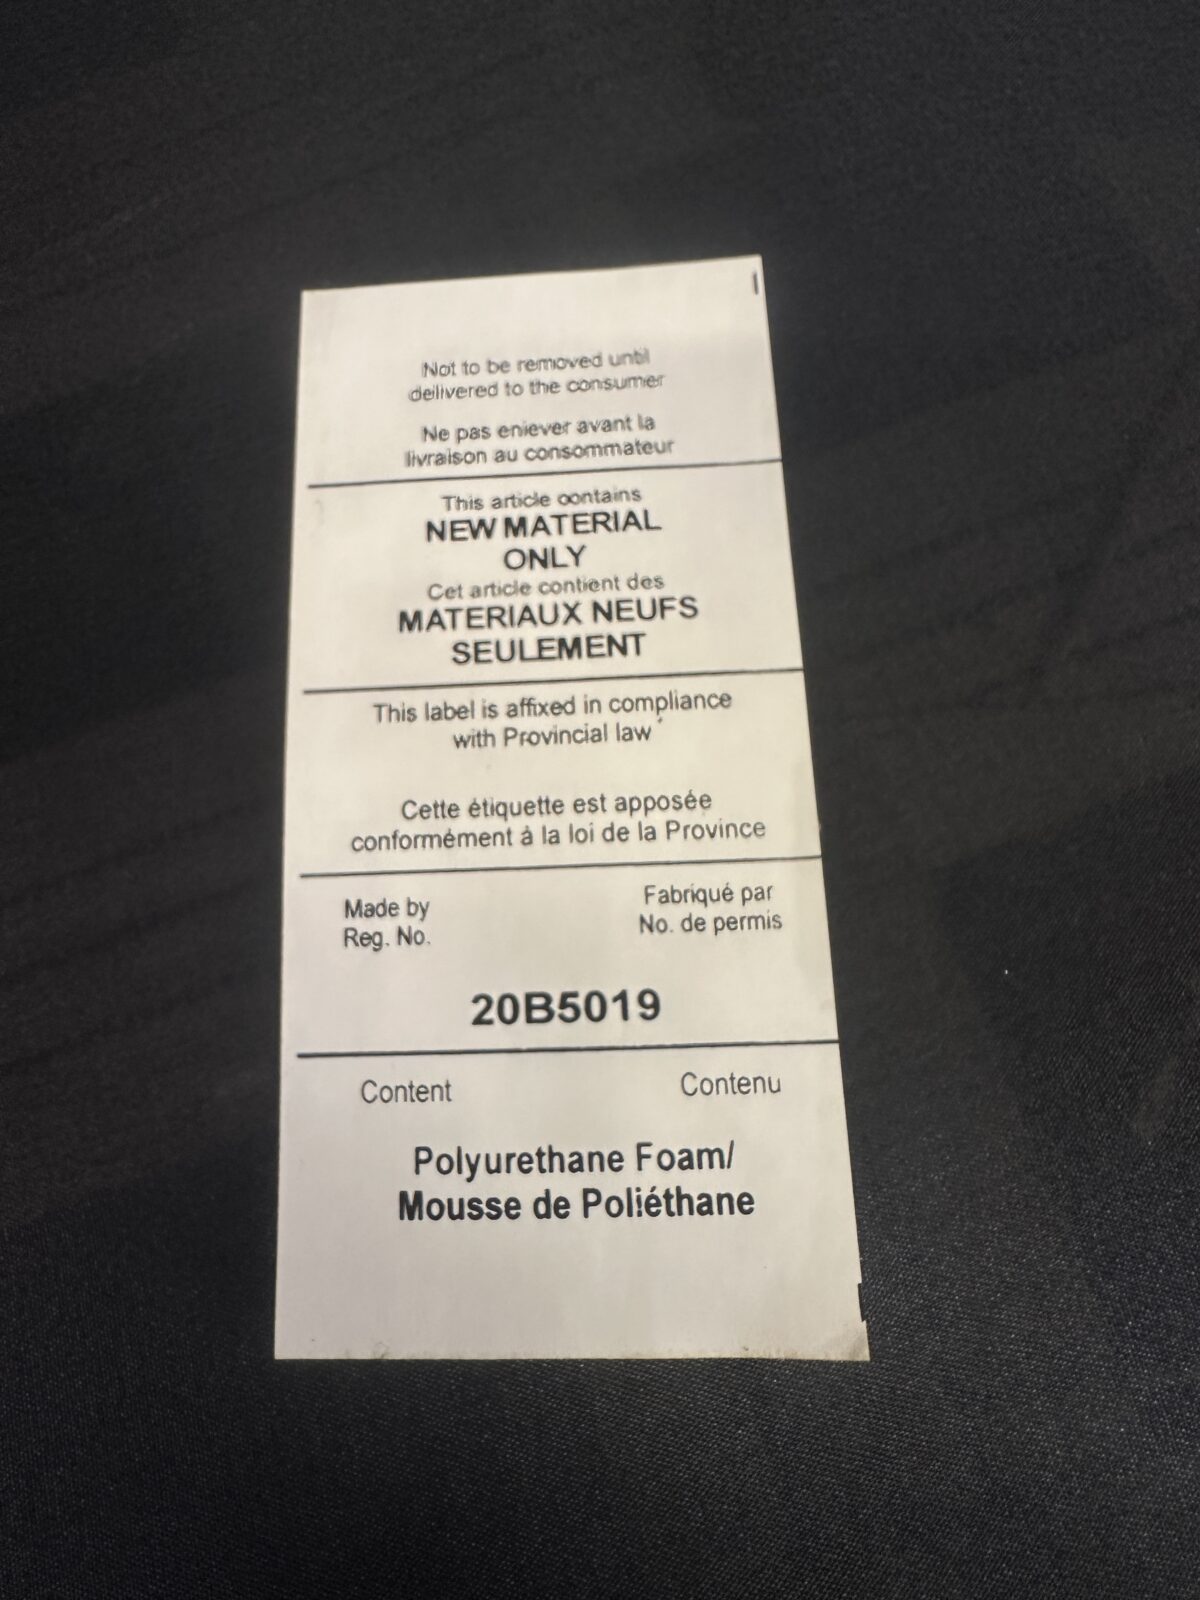 Not to be removed until
delivered to the consumer
Ne pas eniever avant la
livraison au consommateur
This article contains
NEW MATERIAL
ONLY
Cet article contient des
MATERIAUX NEUFS
SEULEMENT
This label is affixed in compliance
with Provincial law
Cette étiquette est apposée
conformément à la loi de la Province
Made by
Reg. No.
Fabriqué par
No. de permis
20B5019
Content Contenu
Polyurethane Foam/
Mousse de Poliéthane